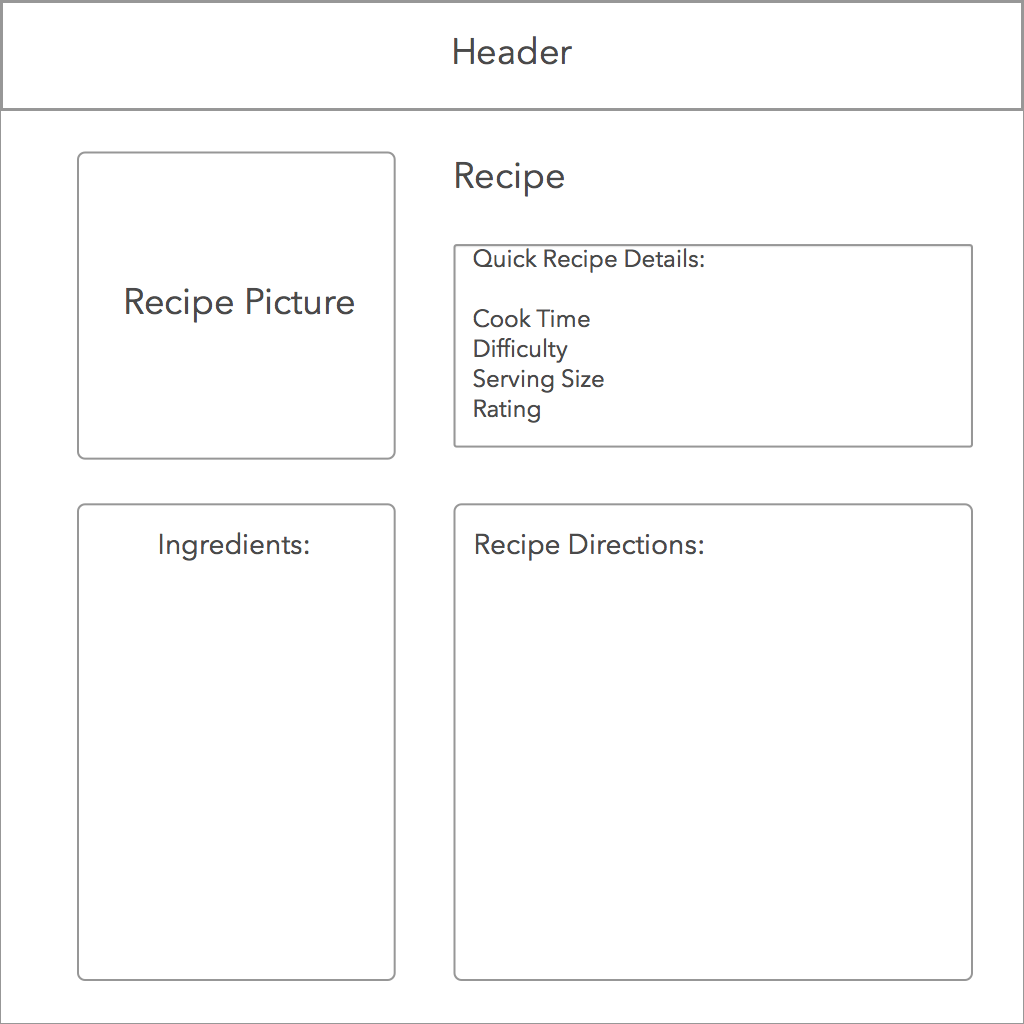 Header
Recipe Picture
Recipe
Quick Recipe Details:
Cook Time
Difficulty
Serving Size
Rating
Ingredients:
Recipe Directions: